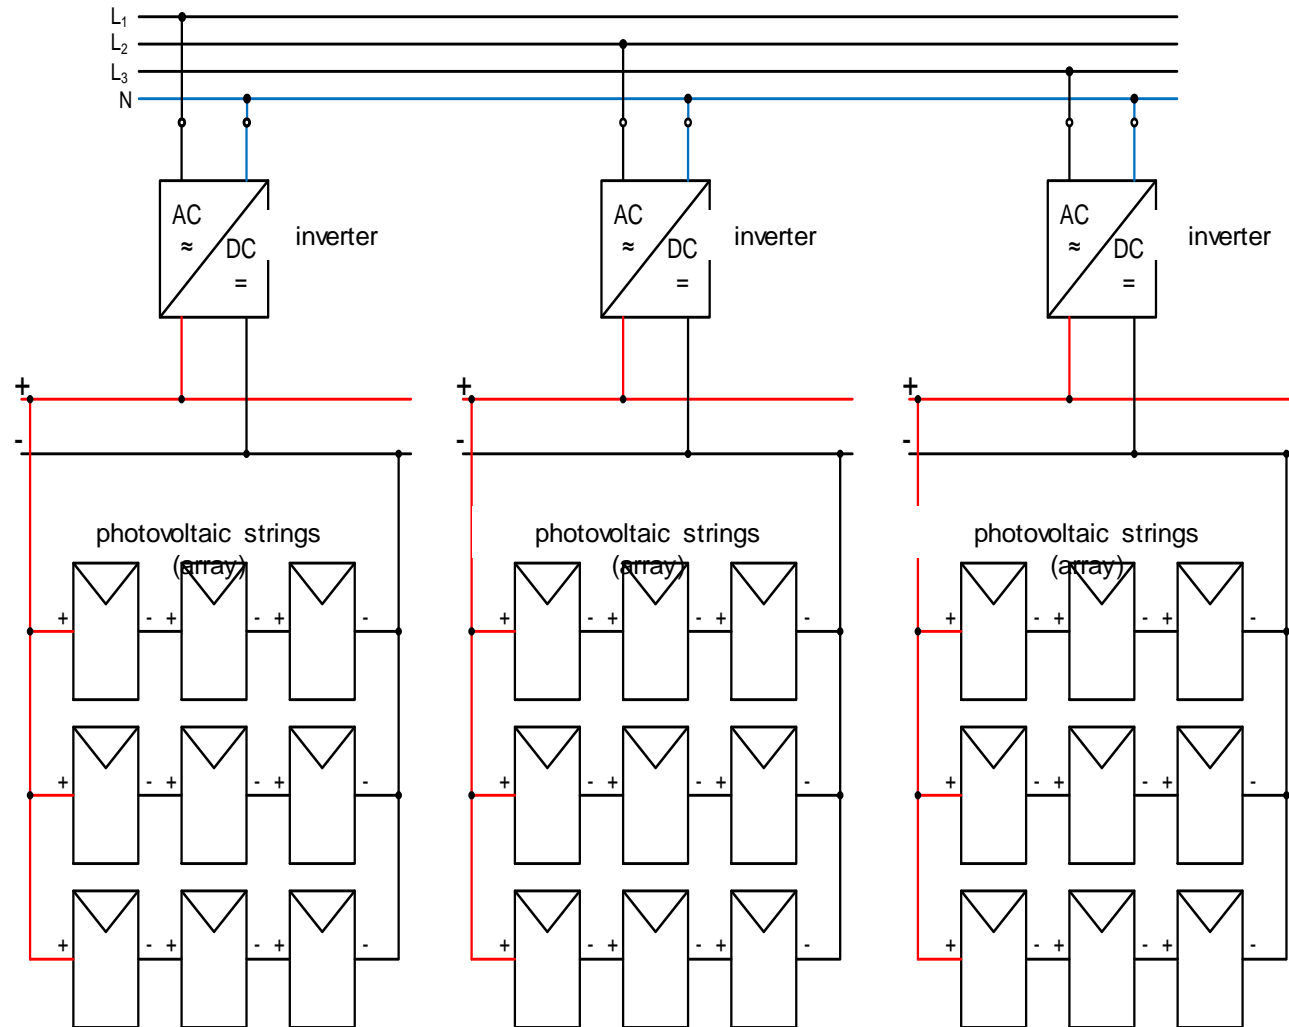 L₁
L₂
L₃
N
AC
≈
DC
=
inverter
AC
≈
DC
=
inverter
AC
≈
DC
=
inverter
+
-
+
-
+
-
photovoltaic strings
(array)
photovoltaic strings
(array)
photovoltaic strings
(array)
+ - + - + -
+ - + - + -
+ - + - + -
+ - + - + -
+ - + - + -
+ - + - + -
+ - + - + -
+ - + - + -
+ - + - + -